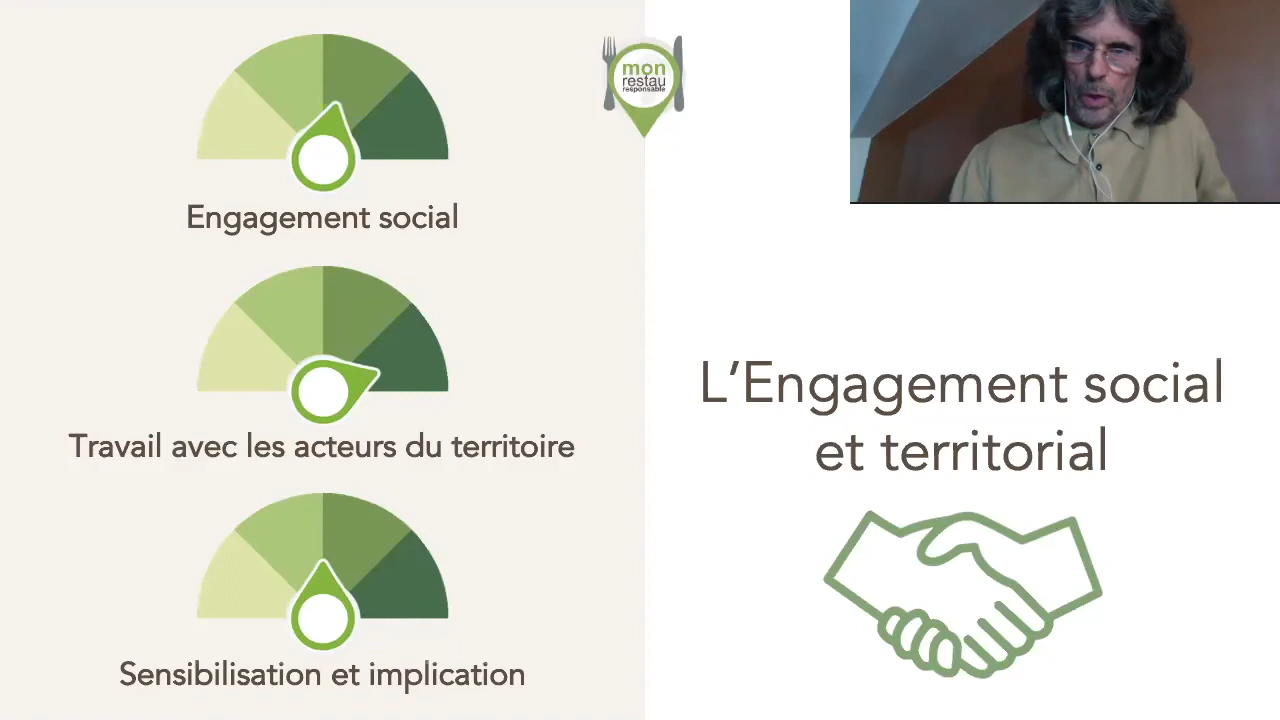 mon
restau
responsable
Engagement social
Travail avec les acteurs du territoire
Sensibilisation et implication
L'Engagement social
et territorial